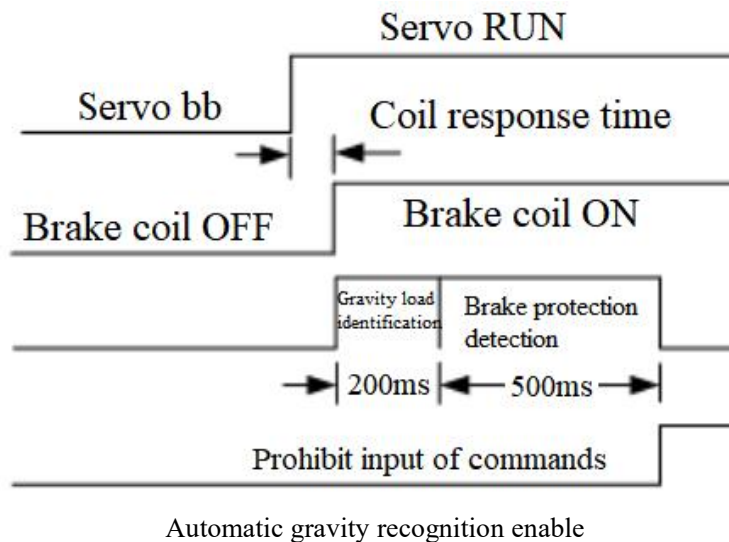 Servo RUN
Servo bb
Coil response time
Brake coil OFF
Brake coil ON
Gravity load
identification
Brake protection
detection
200ms
500ms
Prohibit input of commands
Automatic gravity recognition enable